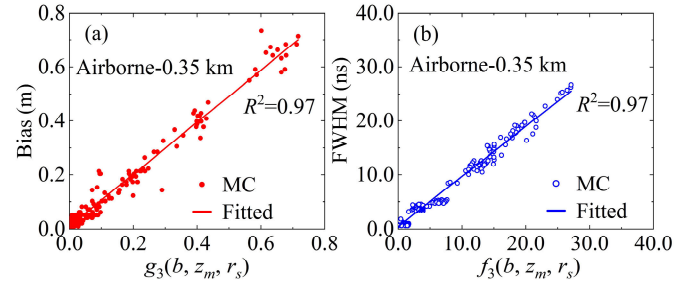 (a)
Airborne-0.35 km
R²=0.97
MC
Fitted
Bias (m)
0.8
0.6
0.4
0.2
0.0
0.0 0.2 0.4 0.6 0.8
g₃(b, zₘ, rₛ)
(b)
Airborne-0.35 km
R²=0.97
MC
Fitted
FWHM (ns)
40.0
30.0
20.0
10.0
0.0
0.0 10.0 20.0 30.0 40.0
f₃(b, zₘ, rₛ)